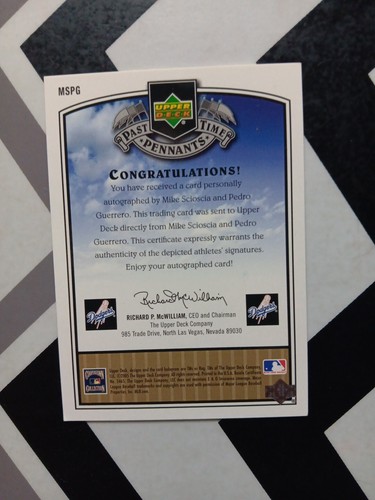 MSPG
UPPER
DECK
PAST TIME
PENNANTS
CONGRATULATIONS!
You have received a card personally
autographed by Mike Scioscia and Pedro
Guerrero. This trading card was sent to Upper
Deck directly from Mike Scioscia and Pedro
Guerrero. This certificate expressly warrants
the authenticity of the depicted athletes' signatures.
Enjoy your autographed card!
Richard P. McWilliam
RICHARD P. McWILLIAM, CEO and Chairman
The Upper Deck Company
985 Trade Drive, North Las Vegas, Nevada 89030
Dodgers
Dodgers
COLLECTION